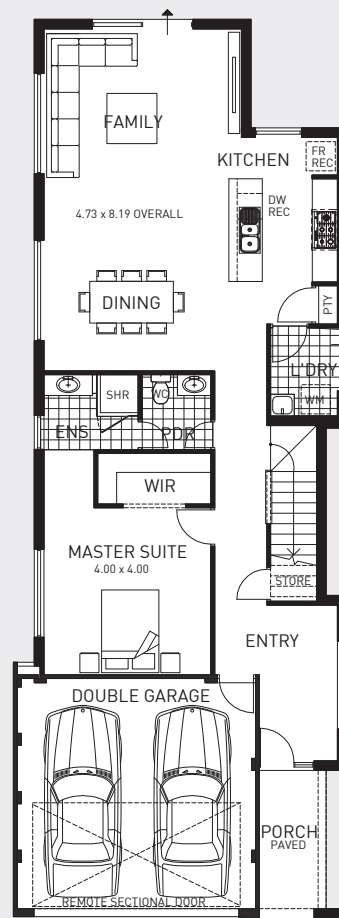 FAMILY
KITCHEN
FR
REC
DW
REC
4.73 x 8.19 OVERALL
DINING
PTY
L'DRY
WM
SHR
WC
ENS
PDR
WIR
MASTER SUITE
4.00 x 4.00
STORE
ENTRY
DOUBLE GARAGE
PORCH
PAVED
REMOTE SECTIONAL DOOR